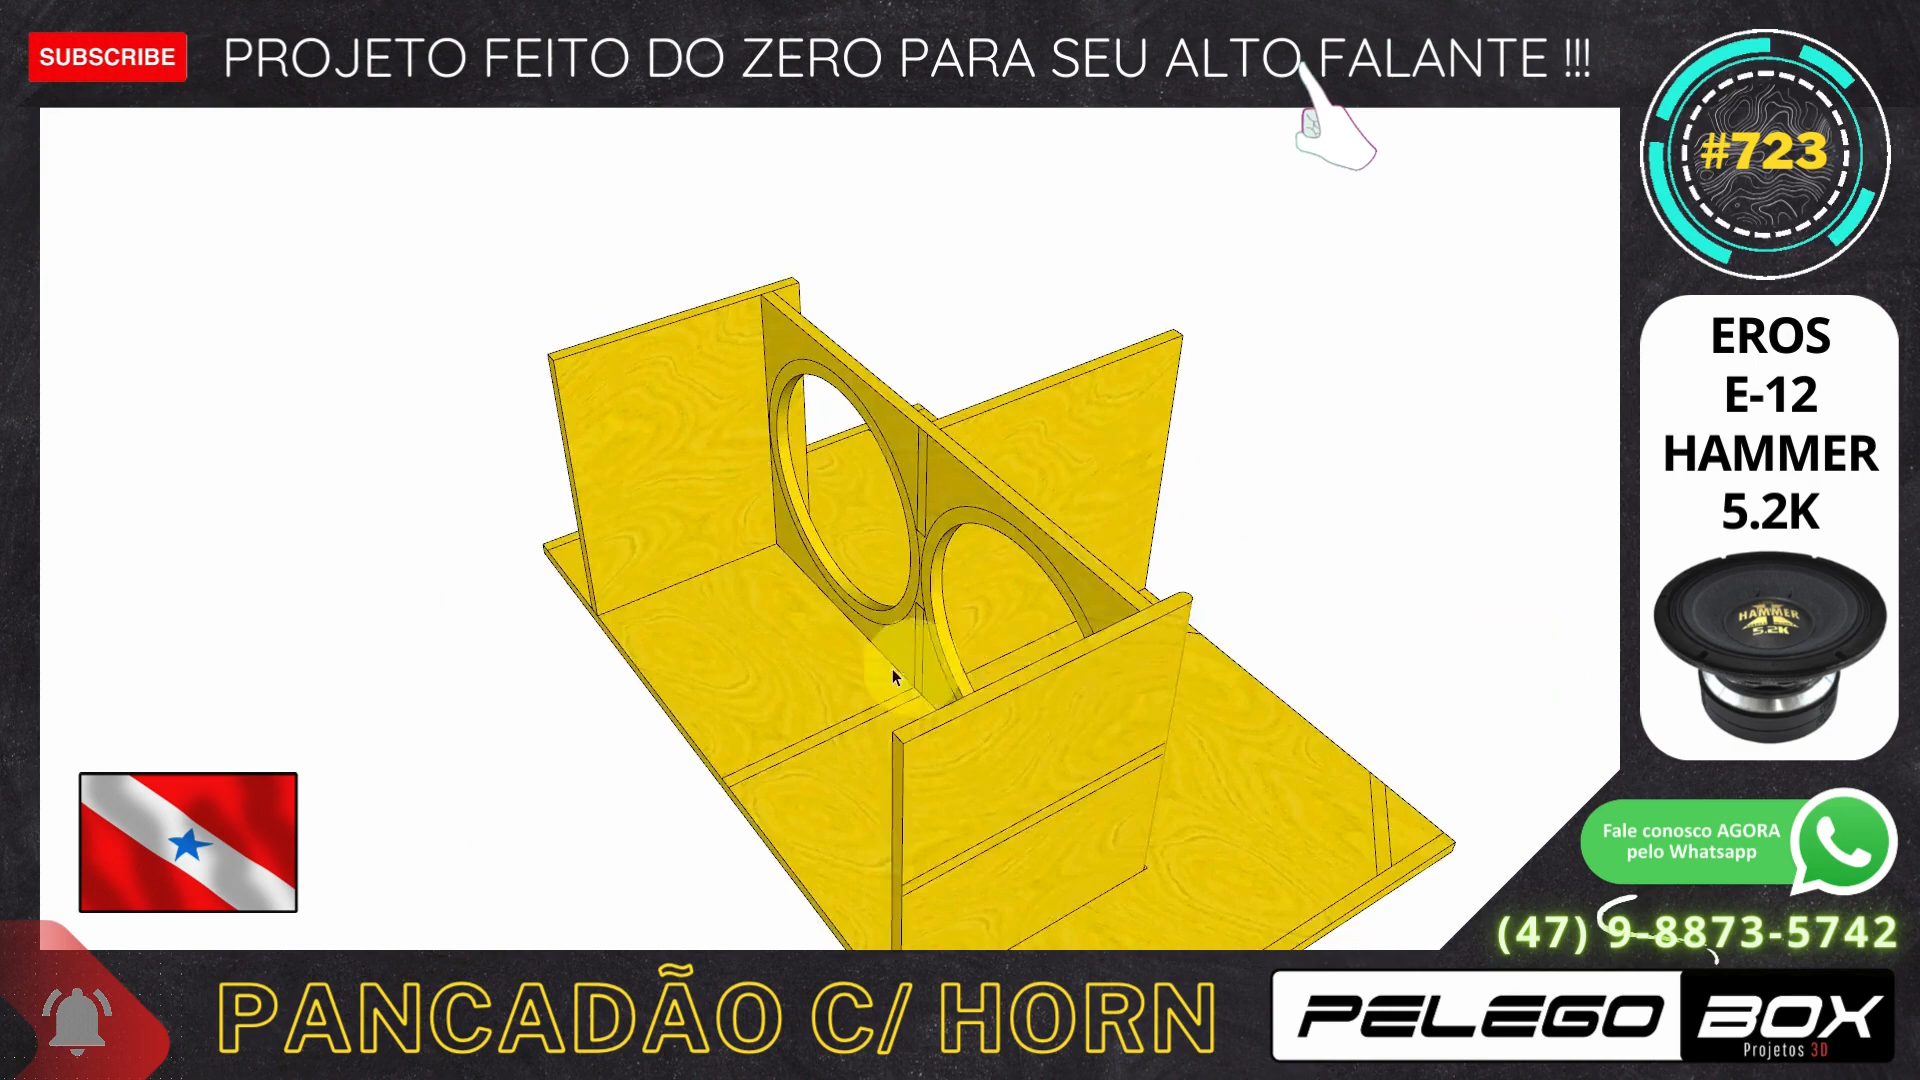 SUBSCRIBE
PROJETO FEITO DO ZERO PARA SEU ALTO FALANTE !!!
#723
EROS
E-12
HAMMER
5.2K
HAMMER
5.2K
Fale conosco AGORA
pelo Whatsapp
(47) 9-8873-5742
PANCADÃO C/ HORN
PELEGO BOX
Projetos 3D